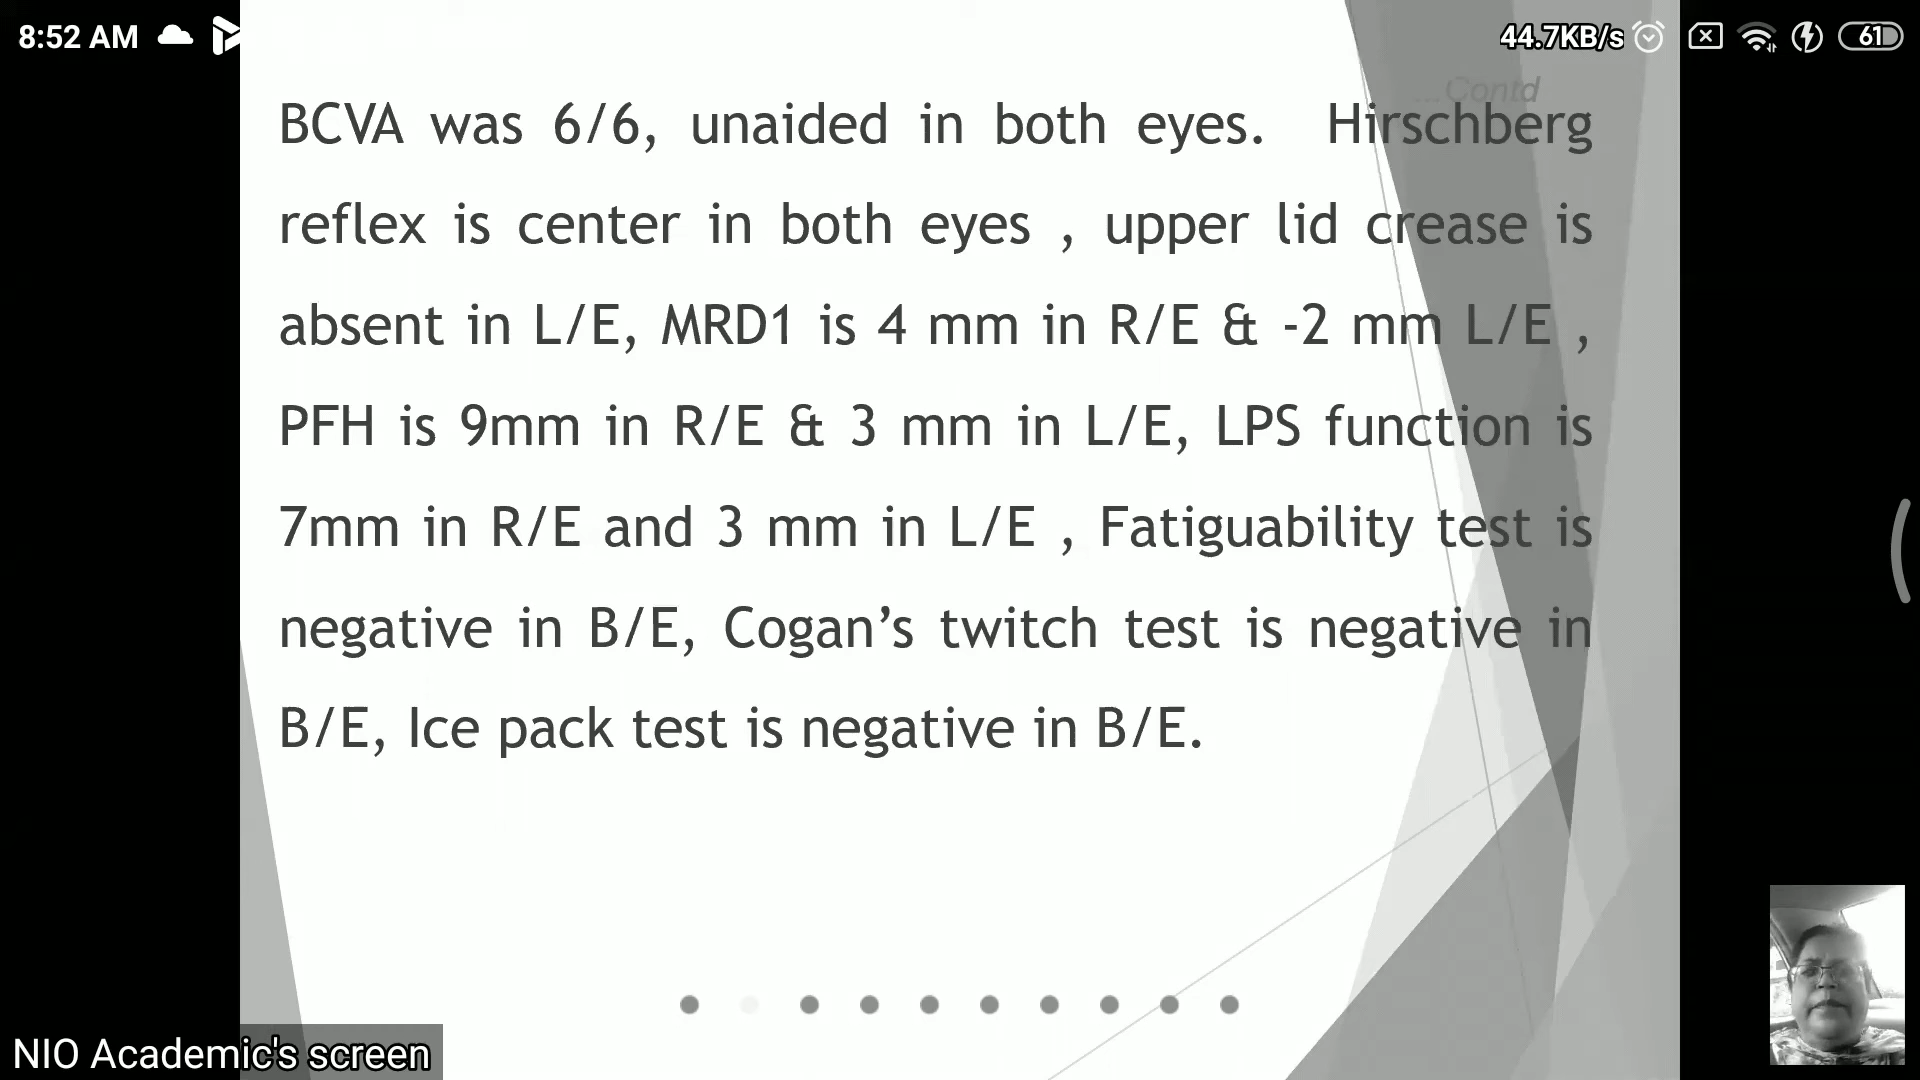 8:52 AM
44.7KB/s
61
...Contd
BCVA was 6/6, unaided in both eyes. Hirschberg
reflex is center in both eyes , upper lid crease is
absent in L/E, MRD1 is 4 mm in R/E & -2 mm L/E ,
PFH is 9mm in R/E & 3 mm in L/E, LPS function is
7mm in R/E and 3 mm in L/E , Fatiguability test is
negative in B/E, Cogan’s twitch test is negative in
B/E, Ice pack test is negative in B/E.
NIO Academic's screen